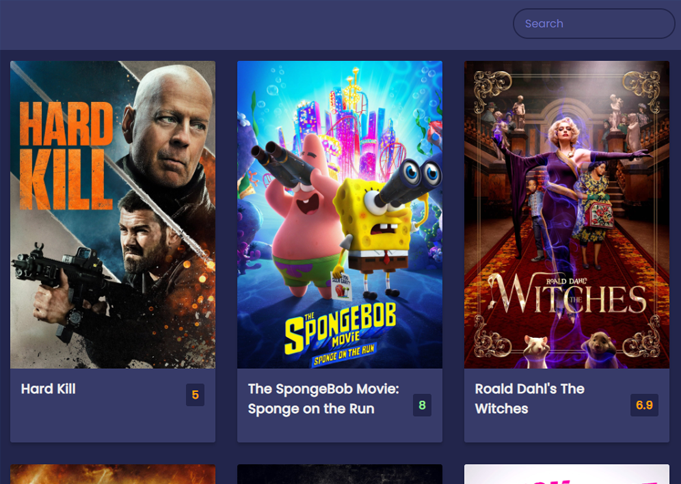 Search
HARD
KILL
THE
SPONGEBOB
MOVIE
SPONGE ON THE RUN
ROALD DAHL'S
THE
WITCHES
Hard Kill
5
The SpongeBob Movie:
Sponge on the Run
8
Roald Dahl's The
Witches
6.9